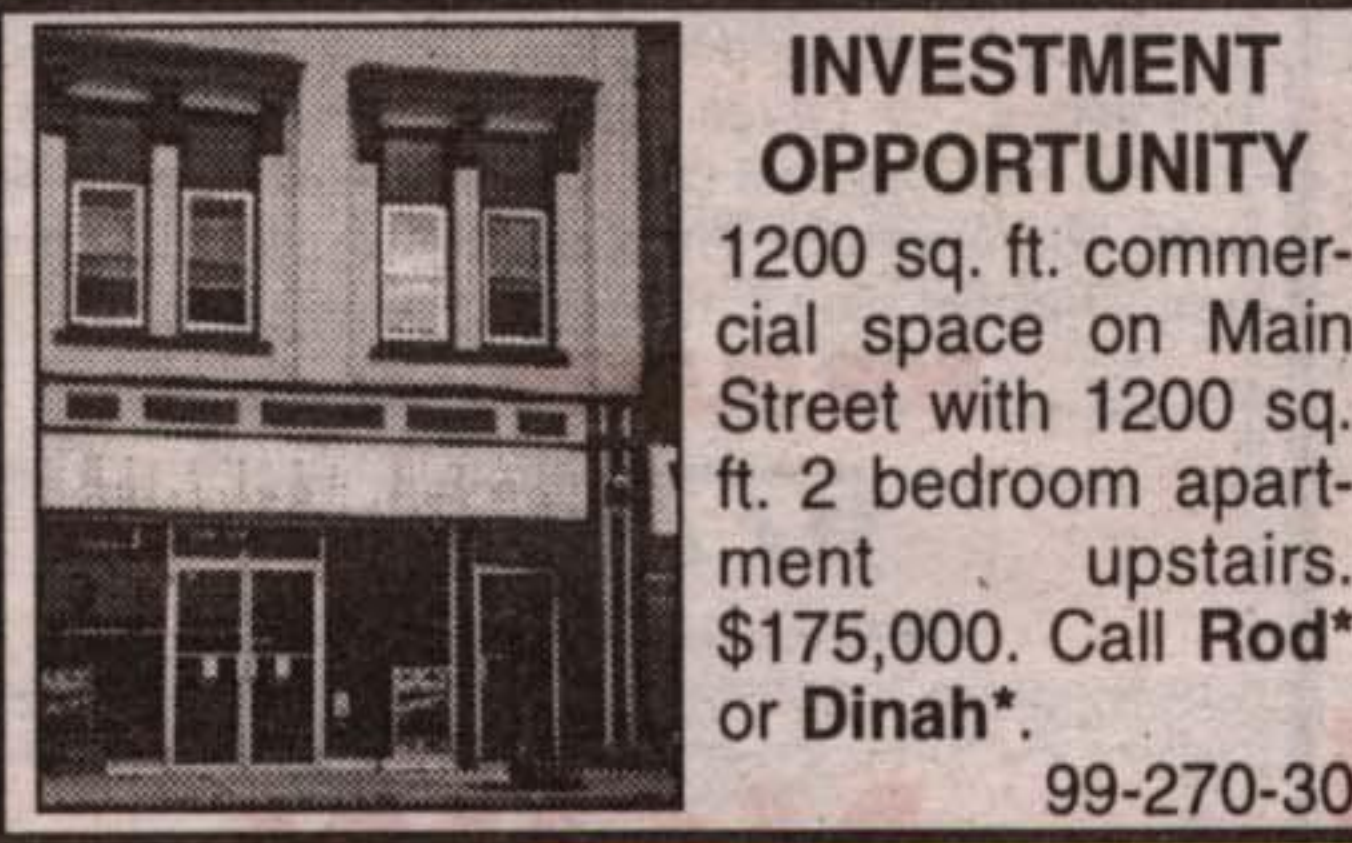 INVESTMENT
OPPORTUNITY
1200 sq. ft. commer-
cial space on Main
Street with 1200 sq.
ft. 2 bedroom apart-
ment upstairs.
$175,000. Call Rod*
or Dinah*.
99-270-30